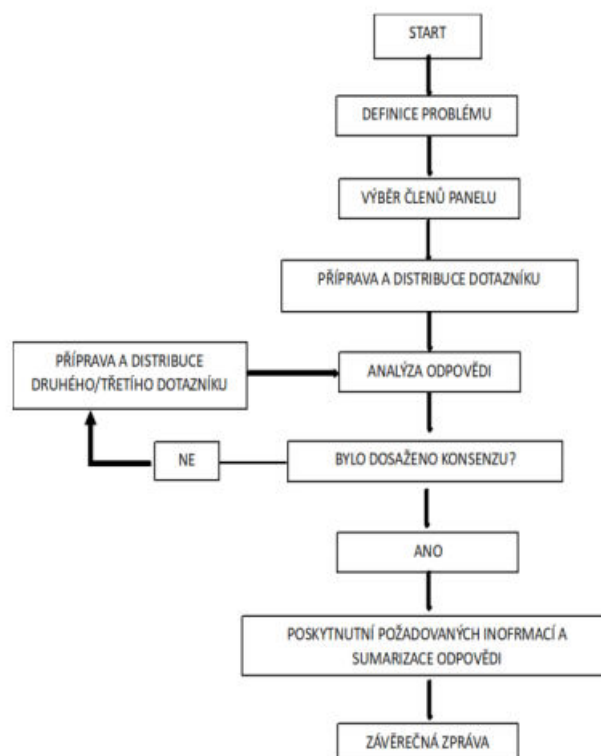 START
DEFINICE PROBLÉMU
VÝBĚR ČLENŮ PANELU
PŘÍPRAVA A DISTRIBUCE DOTAZNÍKU
PŘÍPRAVA A DISTRIBUCE
DRUHÉHO/TŘETÍHO DOTAZNÍKU
ANALÝZA ODPOVĚDI
NE
BYLO DOSAŽENO KONSENZU?
ANO
POSKYTNUTNÍ POŽADOVANÝCH INOFRMACÍ A
SUMARIZACE ODPOVĚDI
ZÁVĚREČNÁ ZPRÁVA